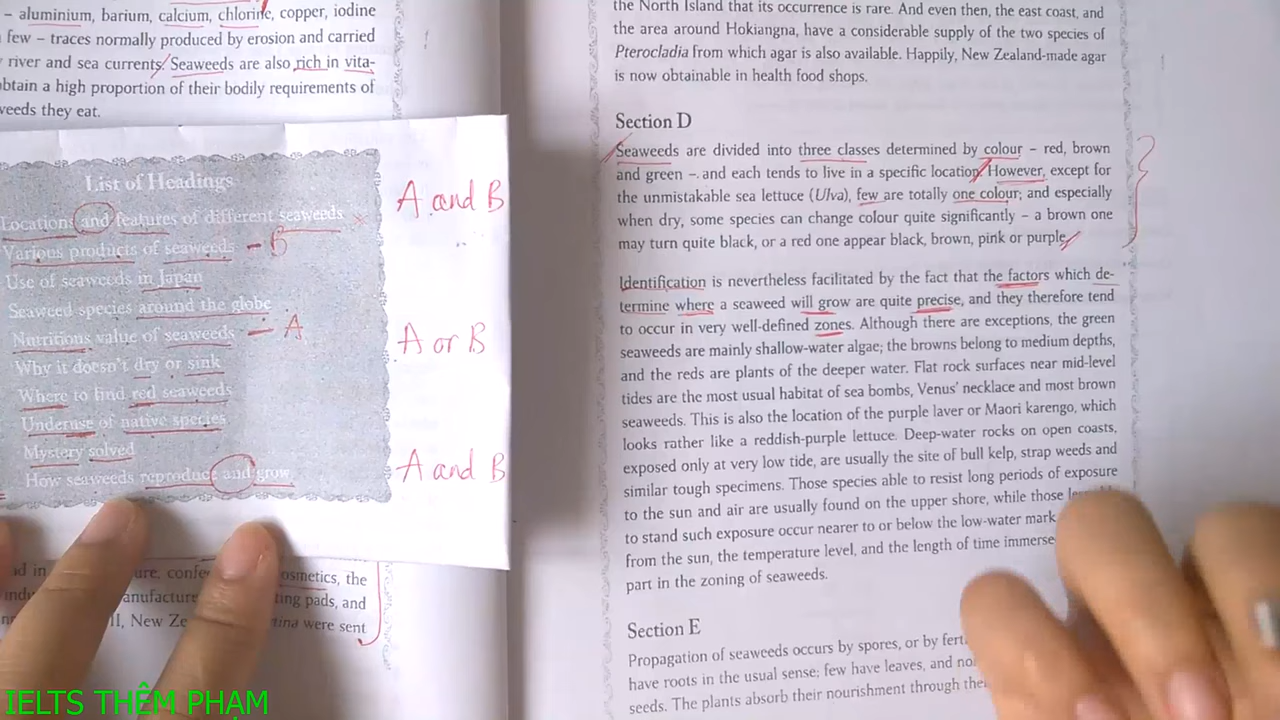 – aluminium, barium, calcium, chlorine, copper, iodine
few – traces normally produced by erosion and carried
river and sea currents. Seaweeds are also rich in vita-
obtain a high proportion of their bodily requirements of
weeds they eat.
List of Headings
Locations and features of different seaweeds
Various products of seaweeds – B
Use of seaweeds in Japan
Seaweed species around the globe
Nutritious value of seaweeds – A
Why it doesn't dry or sink
Where to find red seaweeds
Underuse of native species
Mystery solved
How seaweeds reproduce and grow
A and B
A or B
A and B
osmetics, the
ting pads, and
II, New Ze
were sent
the North Island that its occurrence is rare. And even then, the east coast, and
the area around Hokiangna, have a considerable supply of the two species of
Pterocladia from which agar is also available. Happily, New Zealand-made agar
is now obtainable in health food shops.
Section D
Seaweeds are divided into three classes determined by colour – red, brown
and green – and each tends to live in a specific location. However, except for
the unmistakable sea lettuce (Ulva), few are totally one colour; and especially
when dry, some species can change colour quite significantly – a brown one
may turn quite black, or a red one appear black, brown, pink or purple.
Identification is nevertheless facilitated by the fact that the factors which de-
termine where a seaweed will grow are quite precise, and they therefore tend
to occur in very well-defined zones. Although there are exceptions, the green
seaweeds are mainly shallow-water algae; the browns belong to medium depths,
and the reds are plants of the deeper water. Flat rock surfaces near mid-level
tides are the most usual habitat of sea bombs, Venus' necklace and most brown
seaweeds. This is also the location of the purple laver or Maori karengo, which
looks rather like a reddish-purple lettuce. Deep-water rocks on open coasts,
exposed only at very low tide, are usually the site of bull kelp, strap weeds and
similar tough specimens. Those species able to resist long periods of exposure
to the sun and air are usually found on the upper shore, while those
to stand such exposure occur nearer to or below the low-water mark
from the sun, the temperature level, and the length of time immerse
part in the zoning of seaweeds.
Section E
Propagation of seaweeds occurs by spores, or by fert
have roots in the usual sense; few have leaves, and no
seeds. The plants absorb their nourishment through the
IELTS THÊM PHẠM